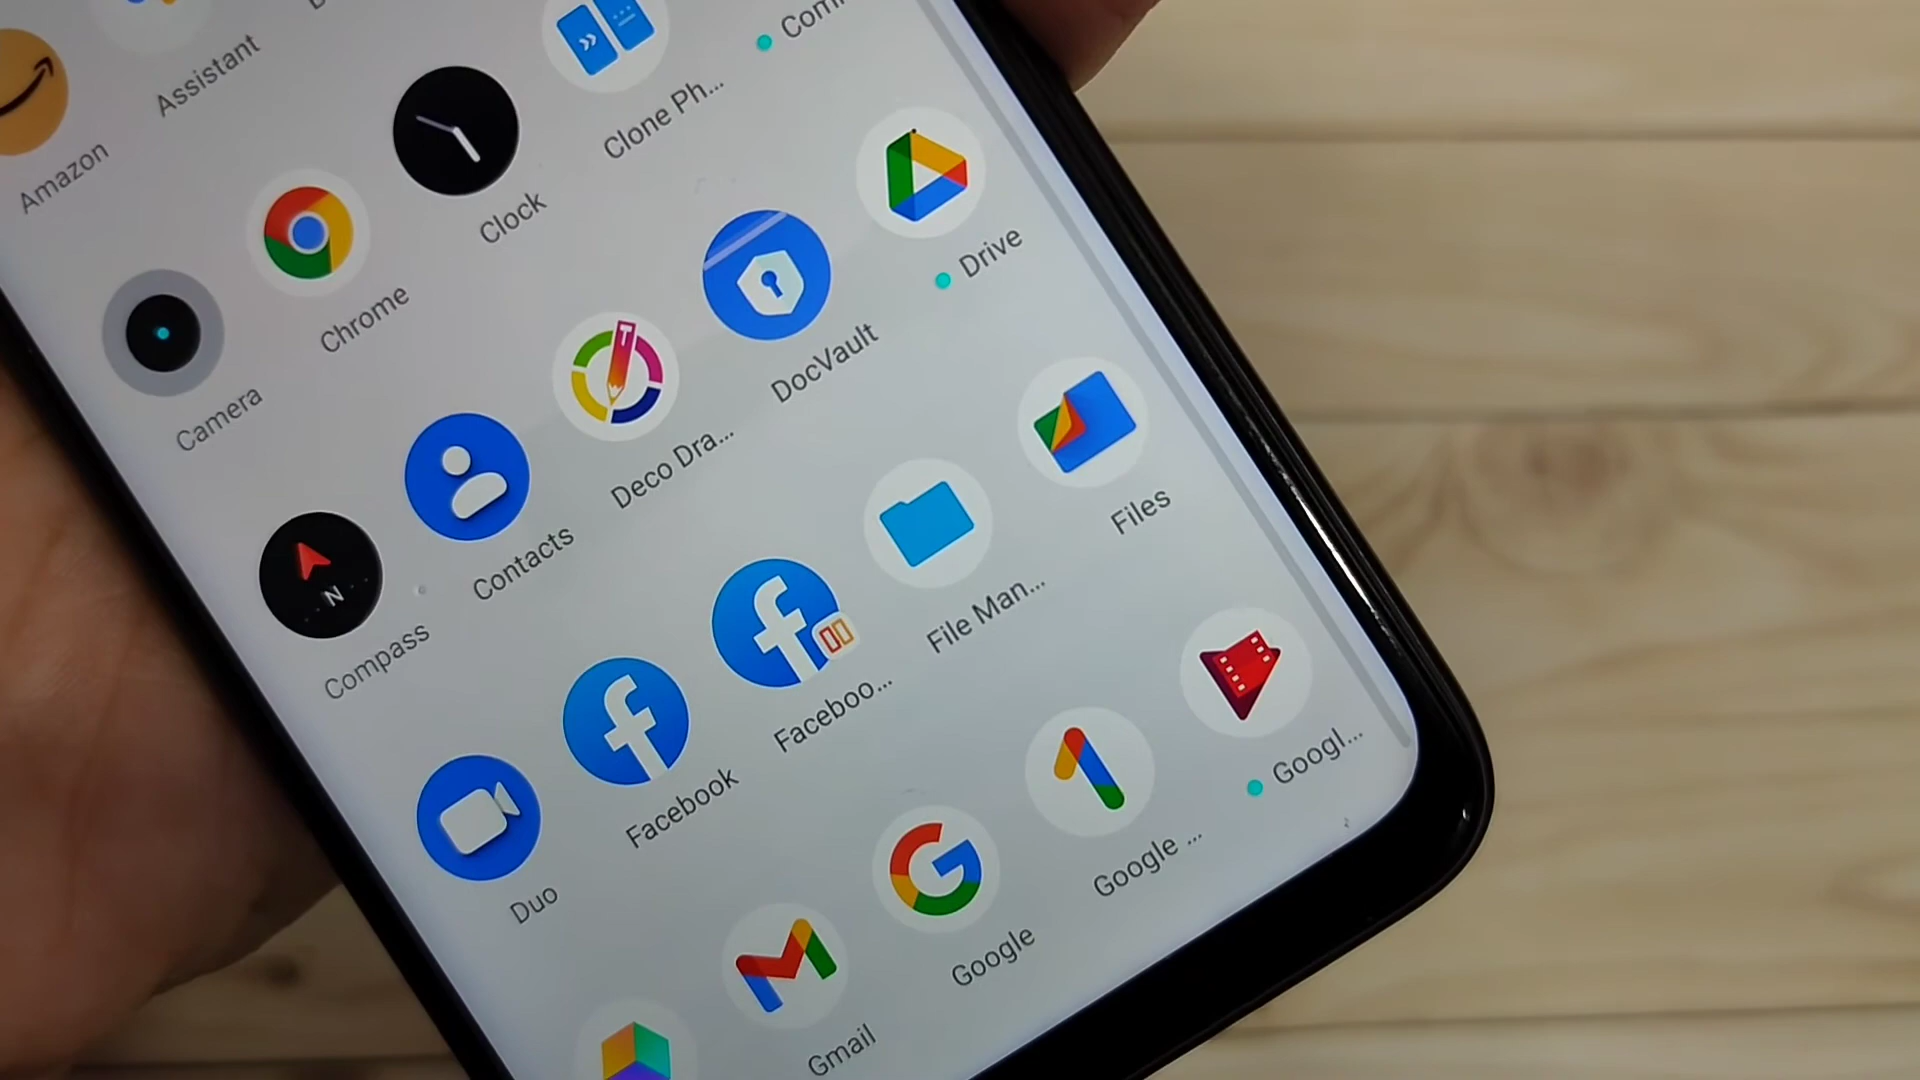 Amazon
Assistant
Camera
Chrome
Clock
Clone Ph...
Compass
N
Contacts
Deco Dra...
DocVault
Drive
Duo
Facebook
Faceboo...
File Man...
Files
Gmail
Google
Google ...
Googl...